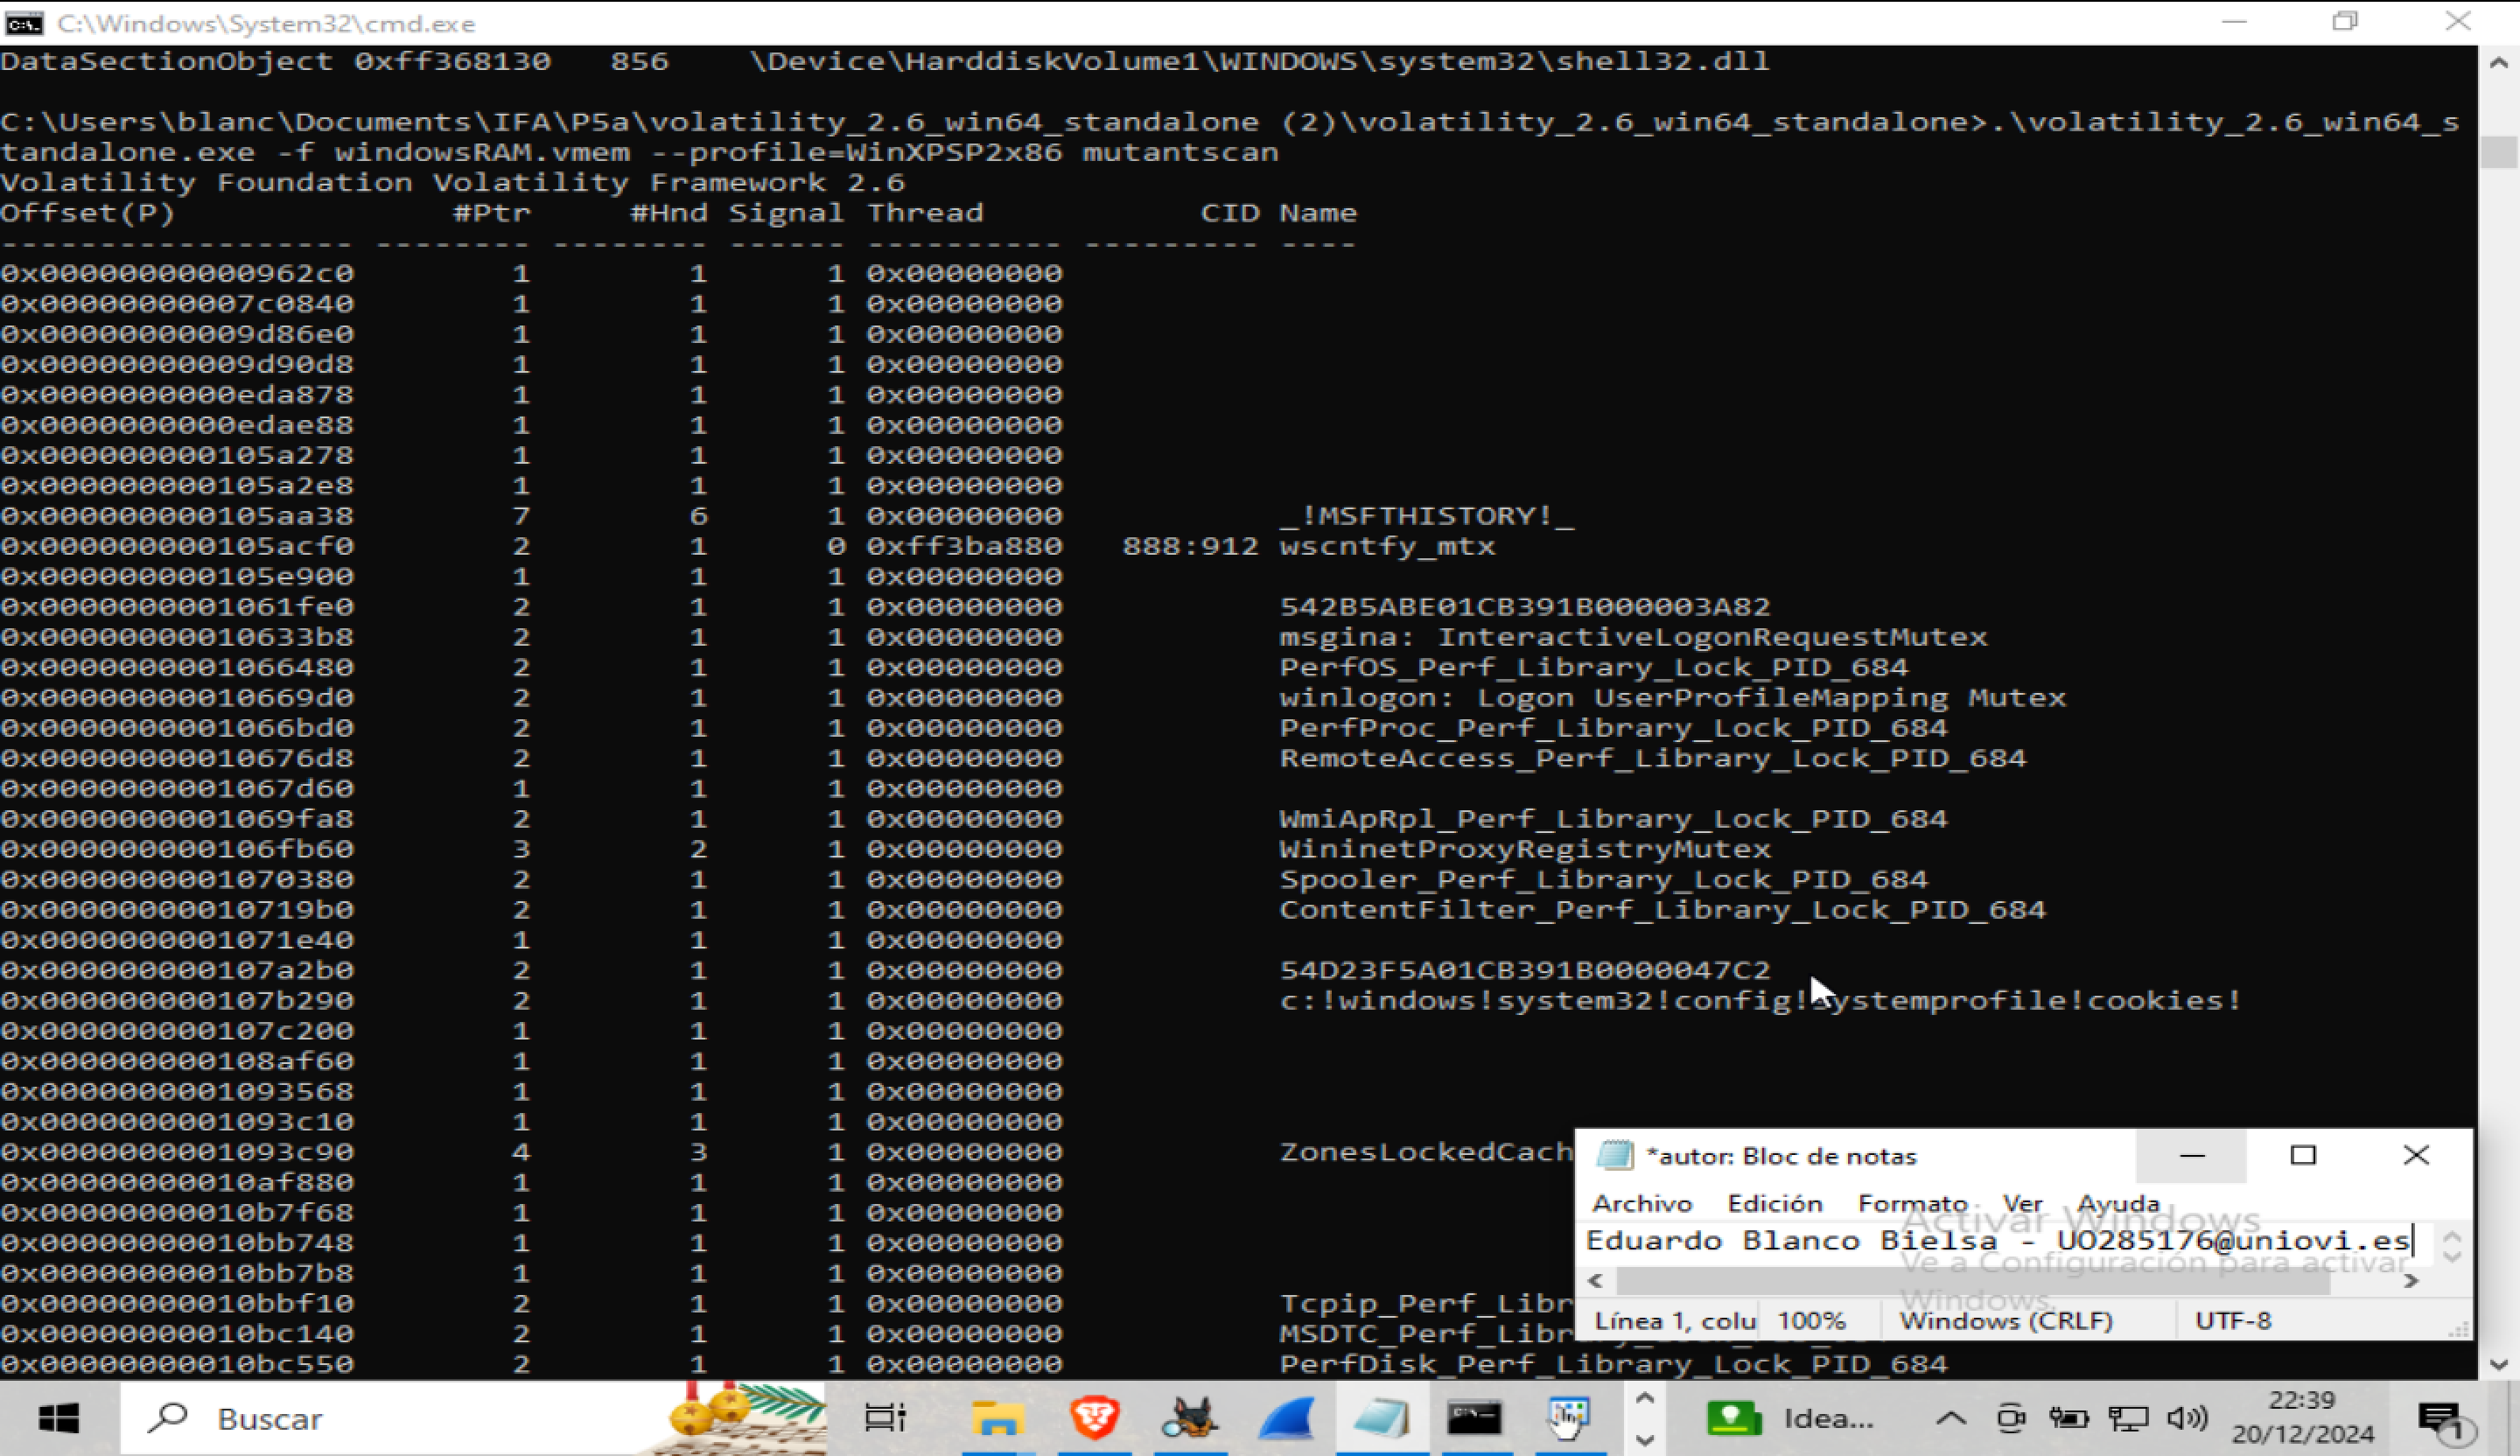 C:\Windows\System32\cmd.exe
DataSectionObject 0xff368130   856    \Device\HarddiskVolume1\WINDOWS\system32\shell32.dll
C:\Users\blanc\Documents\IFA\P5a\volatility_2.6_win64_standalone (2)\volatility_2.6_win64_standalone>.\volatility_2.6_win64_s
tandalone.exe -f windowsRAM.vmem --profile=WinXPSP2x86 mutantscan
Volatility Foundation Volatility Framework 2.6
Offset(P) #Ptr #Hnd Signal Thread CID Name
------------------ -------- -------- ------ ---------- --------- ----
0x00000000000962c0 1 1 1 0x00000000
0x00000000007c0840 1 1 1 0x00000000
0x00000000009d86e0 1 1 1 0x00000000
0x00000000009d90d8 1 1 1 0x00000000
0x0000000000eda878 1 1 1 0x00000000
0x0000000000edae88 1 1 1 0x00000000
0x000000000105a278 1 1 1 0x00000000
0x000000000105a2e8 1 1 1 0x00000000
0x000000000105aa38 7 6 1 0x00000000 _!MSFTHISTORY!_
0x000000000105acf0 2 1 0 0xff3ba880 888:912 wscntfy_mtx
0x000000000105e900 1 1 1 0x00000000
0x0000000001061fe0 2 1 1 0x00000000 542B5ABE01CB391B000003A82
0x00000000010633b8 2 1 1 0x00000000 msgina: InteractiveLogonRequestMutex
0x0000000001066480 2 1 1 0x00000000 PerfOS_Perf_Library_Lock_PID_684
0x00000000010669d0 2 1 1 0x00000000 winlogon: Logon UserProfileMapping Mutex
0x0000000001066bd0 2 1 1 0x00000000 PerfProc_Perf_Library_Lock_PID_684
0x00000000010676d8 2 1 1 0x00000000 RemoteAccess_Perf_Library_Lock_PID_684
0x0000000001067d60 1 1 1 0x00000000
0x0000000001069fa8 2 1 1 0x00000000 WmiApRpl_Perf_Library_Lock_PID_684
0x000000000106fb60 3 2 1 0x00000000 WininetProxyRegistryMutex
0x0000000001070380 2 1 1 0x00000000 Spooler_Perf_Library_Lock_PID_684
0x00000000010719b0 2 1 1 0x00000000 ContentFilter_Perf_Library_Lock_PID_684
0x0000000001071e40 1 1 1 0x00000000
0x000000000107a2b0 2 1 1 0x00000000 54D23F5A01CB391B0000047C2
0x000000000107b290 2 1 1 0x00000000 c:!windows!system32!config!systemprofile!cookies!
0x000000000107c200 1 1 1 0x00000000
0x000000000108af60 1 1 1 0x00000000
0x0000000001093568 1 1 1 0x00000000
0x0000000001093c10 1 1 1 0x00000000
0x0000000001093c90 4 3 1 0x00000000 ZonesLockedCach
0x00000000010af880 1 1 1 0x00000000
0x00000000010b7f68 1 1 1 0x00000000
0x00000000010bb748 1 1 1 0x00000000
0x00000000010bb7b8 1 1 1 0x00000000
0x00000000010bbf10 2 1 1 0x00000000 Tcpip_Perf_Libr
0x00000000010bc140 2 1 1 0x00000000 MSDTC_Perf_Libr
0x00000000010bc550 2 1 1 0x00000000 PerfDisk_Perf_Library_Lock_PID_684
*autor: Bloc de notas
Archivo Edición Formato Ver Ayuda
Eduardo Blanco Bielsa - UO285176@uniovi.es
Línea 1, colu 100% Windows (CRLF) UTF-8
Activar Windows
Ve a Configuración para activar
Windows.
Buscar
Idea...
22:39
20/12/2024
1